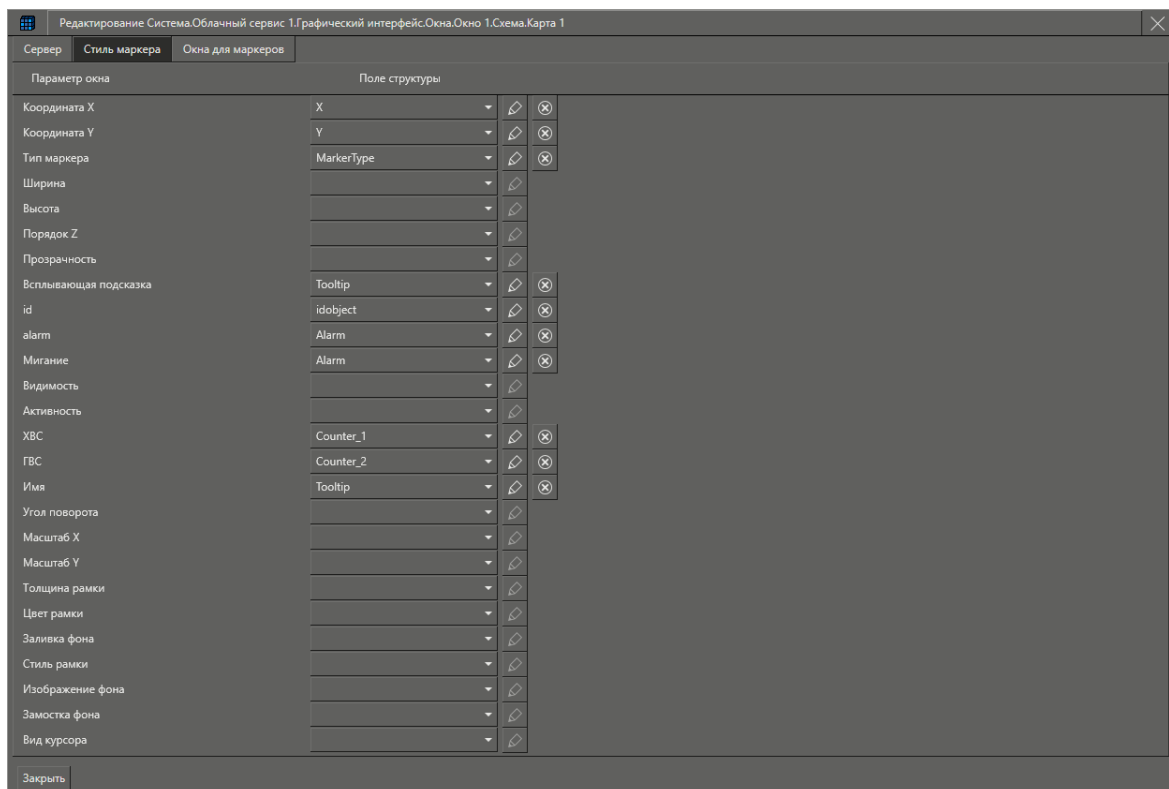 Редактирование Система.Облачный сервис 1.Графический интерфейс.Окна.Окно 1.Схема.Карта 1
Сервер Стиль маркера Окна для маркеров
Параметр окна Поле структуры
Координата X X
Координата Y Y
Тип маркера MarkerType
Ширина
Высота
Порядок Z
Прозрачность
Всплывающая подсказка Tooltip
id idobject
alarm Alarm
Мигание Alarm
Видимость
Активность
ХВС Counter_1
ГВС Counter_2
Имя Tooltip
Угол поворота
Масштаб X
Масштаб Y
Толщина рамки
Цвет рамки
Заливка фона
Стиль рамки
Изображение фона
Замостка фона
Вид курсора
Закрыть